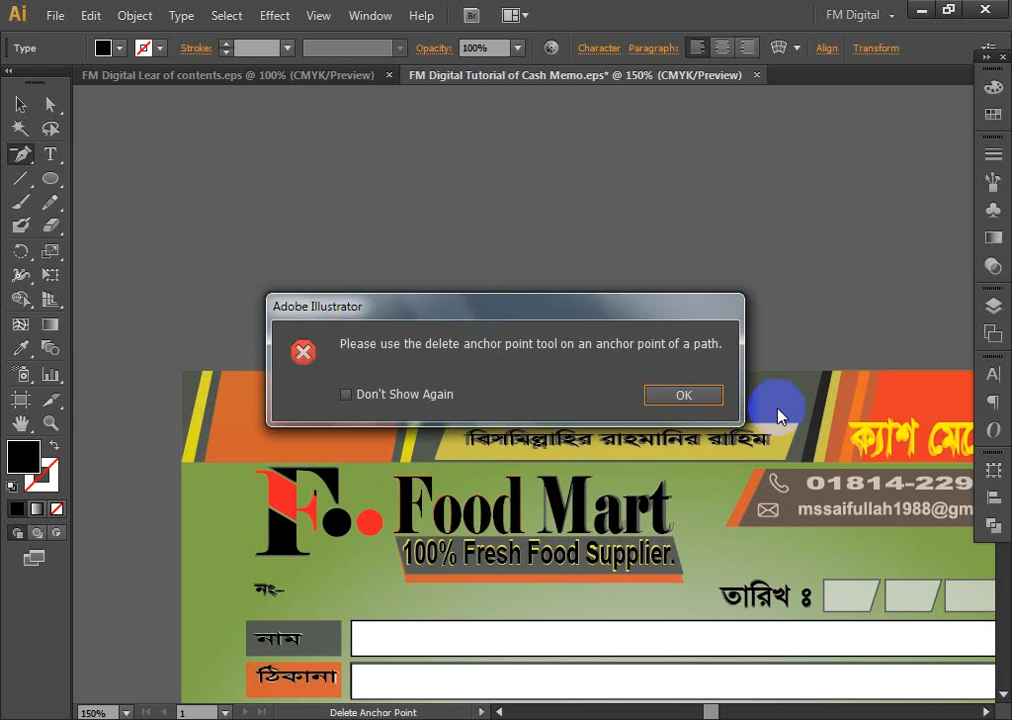 Ai File Edit Object Type Select Effect View Window Help Br FM Digital
Type Stroke: Opacity: 100% Character Paragraph: Align Transform
FM Digital Lear of contents.eps @ 100% (CMYK/Preview) × FM Digital Tutorial of Cash Memo.eps* @ 150% (CMYK/Preview) ×
Adobe Illustrator
Please use the delete anchor point tool on an anchor point of a path.
Don't Show Again OK
বিসমিল্লাহির রাহমানির রাহিম
ক্যাশ মে
F. Food Mart
100% Fresh Food Supplier.
01814-229
mssaifullah1988@gm
নং-
তারিখ ঃ
নাম
ঠিকানা
150% 1 Delete Anchor Point